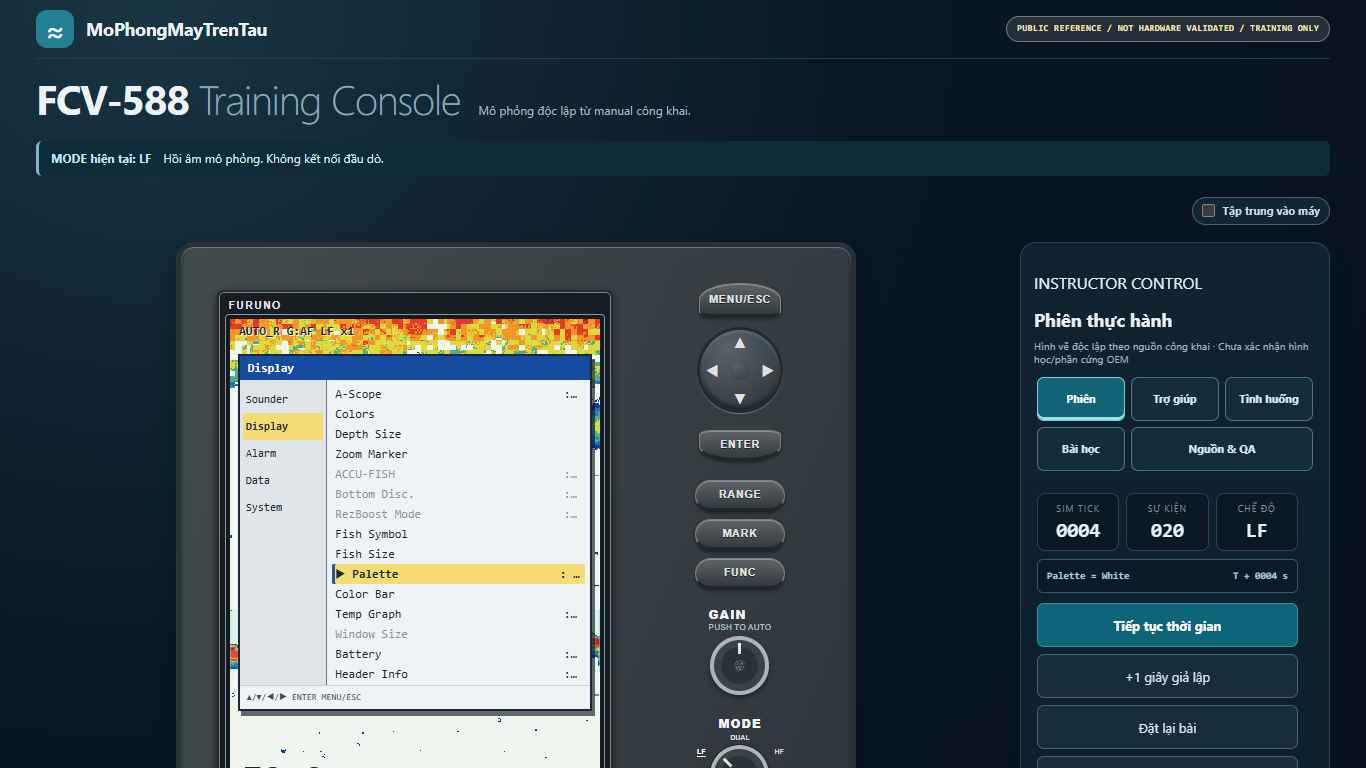 ≈ MoPhongMayTrenTau
PUBLIC REFERENCE / NOT HARDWARE VALIDATED / TRAINING ONLY
FCV-588 Training Console Mô phỏng độc lập từ manual công khai.
MODE hiện tại: LF Hồi âm mô phỏng. Không kết nối đầu dò.
Tập trung vào máy
FURUNO
AUTO_R G:AF LF x1
Display
Sounder
Display
Alarm
Data
System
A-Scope :…
Colors
Depth Size
Zoom Marker
ACCU-FISH :…
Bottom Disc. :…
RezBoost Mode :…
Fish Symbol
Fish Size
▶ Palette : …
Color Bar
Temp Graph :…
Window Size
Battery :…
Header Info :…
▲/▼/◀/▶ ENTER MENU/ESC
MENU/ESC
▲
◀ ▶
▼
ENTER
RANGE
MARK
FUNC
GAIN
PUSH TO AUTO
MODE
DUAL
LF HF
INSTRUCTOR CONTROL
Phiên thực hành
Hình vẽ độc lập theo nguồn công khai · Chưa xác nhận hình
học/phần cứng OEM
Phiên Trợ giúp Tình huống
Bài học Nguồn & QA
SIM TICK SỰ KIỆN CHẾ ĐỘ
0004 020 LF
Palette = White T + 0004 s
Tiếp tục thời gian
+1 giây giả lập
Đặt lại bài